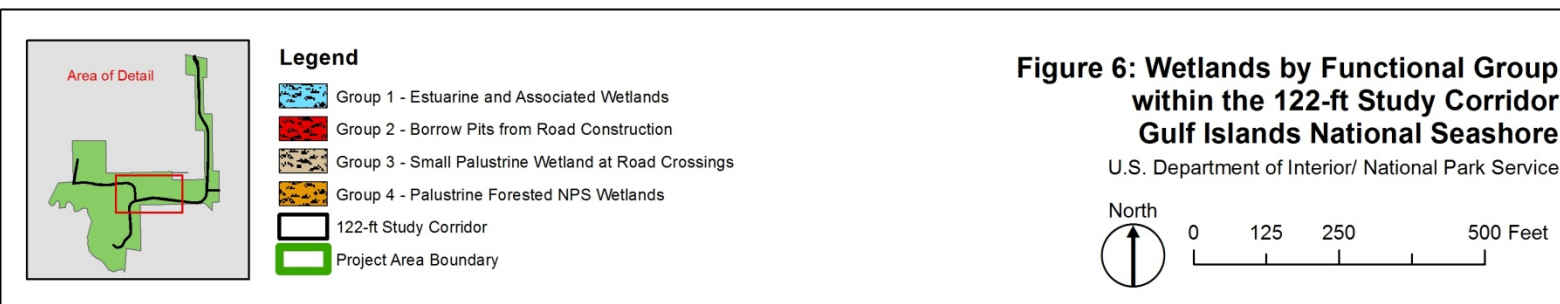 Area of Detail
Legend
Group 1 - Estuarine and Associated Wetlands
Group 2 - Borrow Pits from Road Construction
Group 3 - Small Palustrine Wetland at Road Crossings
Group 4 - Palustrine Forested NPS Wetlands
122-ft Study Corridor
Project Area Boundary
Figure 6: Wetlands by Functional Group
within the 122-ft Study Corridor
Gulf Islands National Seashore
U.S. Department of Interior/ National Park Service
North
0 125 250 500 Feet